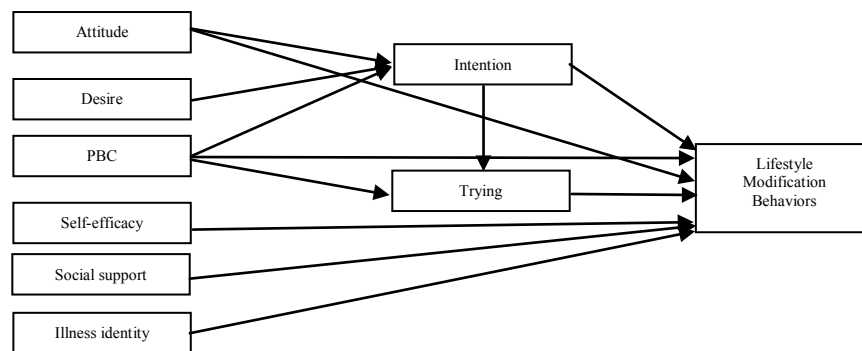 Attitude
Intention
Desire
PBC
Lifestyle
Modification
Behaviors
Trying
Self-efficacy
Social support
Illness identity